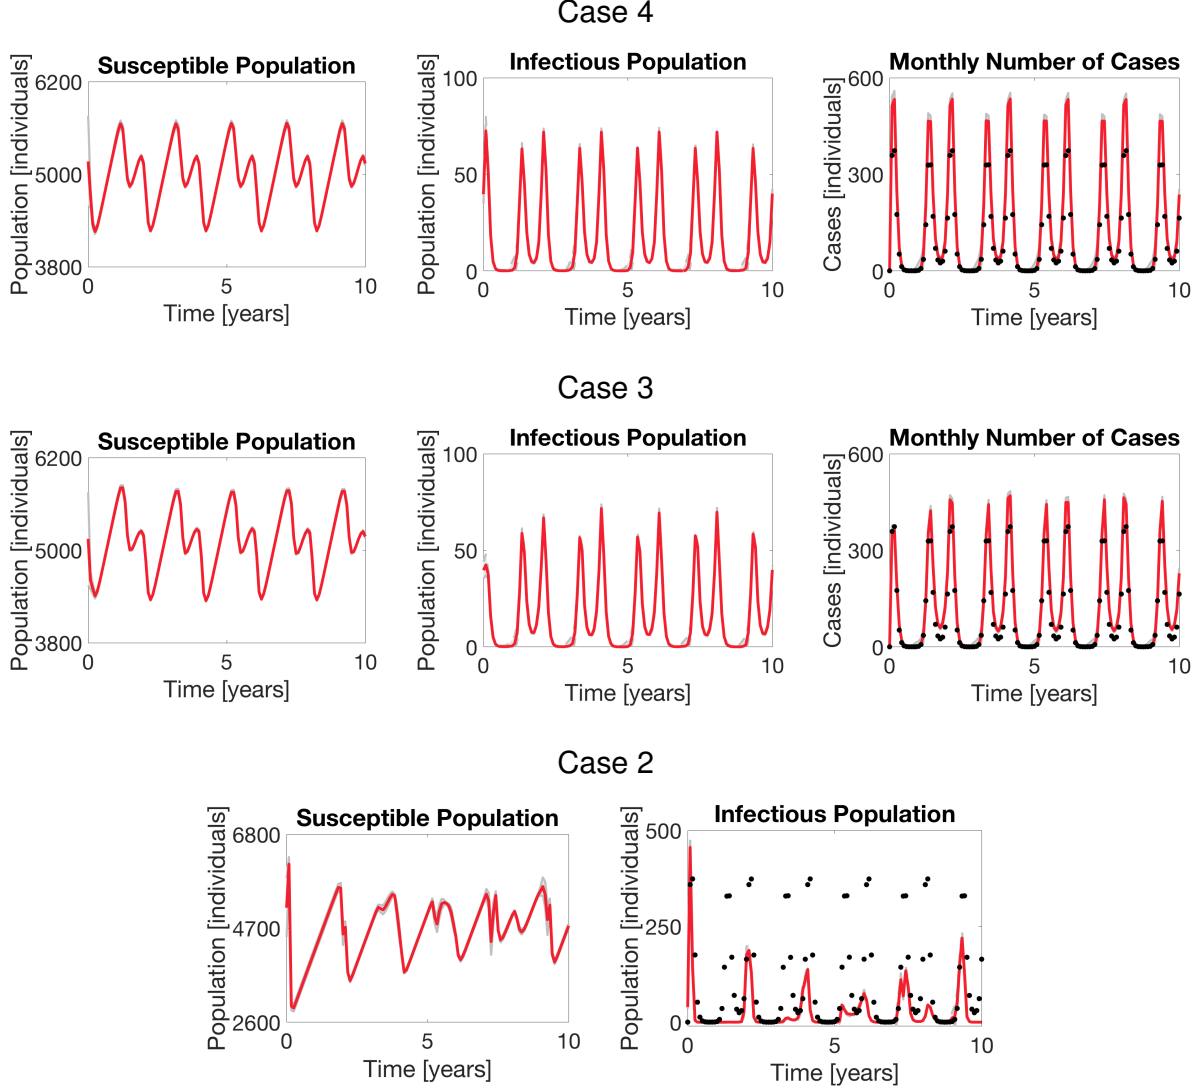 Case 4
Susceptible Population
Population [individuals]
6200
5000
3800
0
5
10
Time [years]
Infectious Population
Population [individuals]
100
50
0
0
5
10
Time [years]
Monthly Number of Cases
Cases [individuals]
600
300
0
0
5
10
Time [years]
Case 3
Susceptible Population
Population [individuals]
6200
5000
3800
0
5
10
Time [years]
Infectious Population
Population [individuals]
100
50
0
0
5
10
Time [years]
Monthly Number of Cases
Cases [individuals]
600
300
0
0
5
10
Time [years]
Case 2
Susceptible Population
Population [individuals]
6800
4700
2600
0
5
10
Time [years]
Infectious Population
Population [individuals]
500
250
0
0
5
10
Time [years]